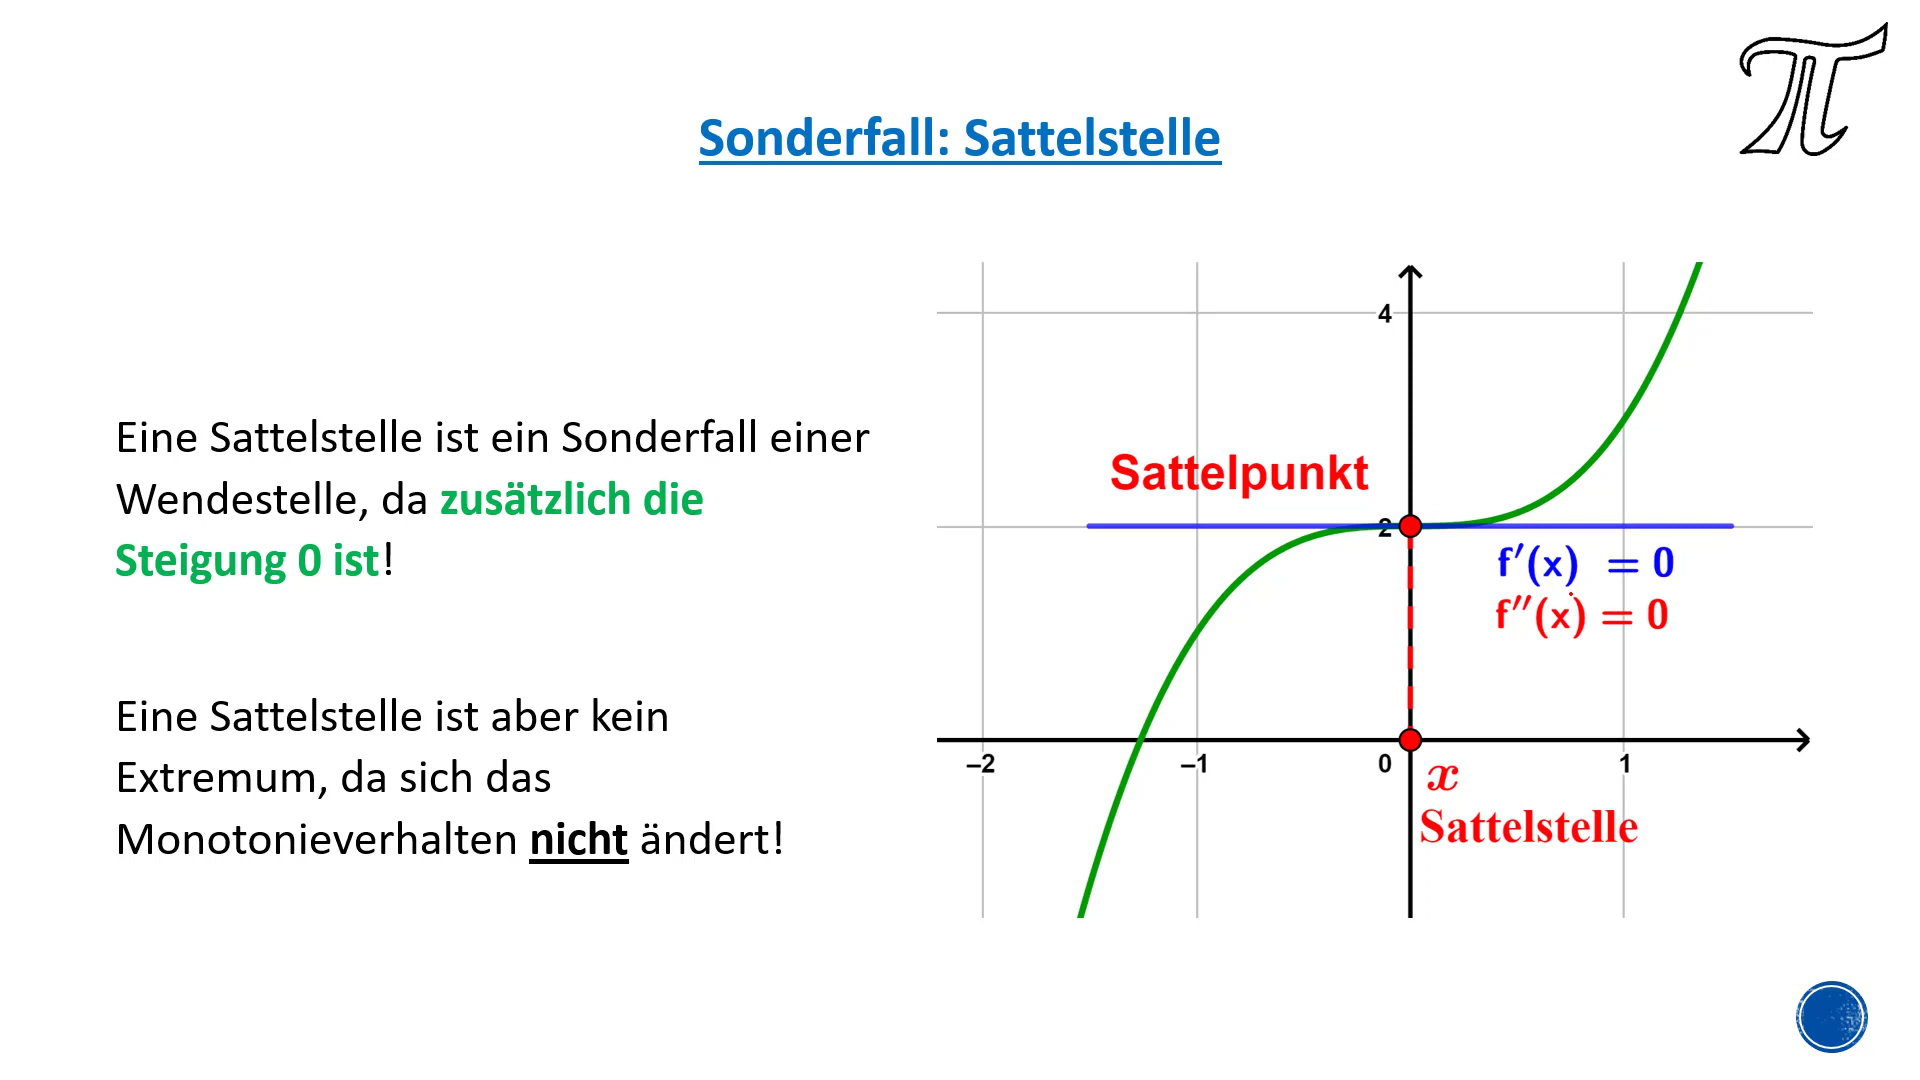 Sonderfall: Sattelstelle
Eine Sattelstelle ist ein Sonderfall einer
Wendestelle, da zusätzlich die
Steigung 0 ist!
Eine Sattelstelle ist aber kein
Extremum, da sich das
Monotonieverhalten nicht ändert!
4
Sattelpunkt
2
f′(x) = 0
f″(x) = 0
–2 –1 0 1
x
Sattelstelle
π